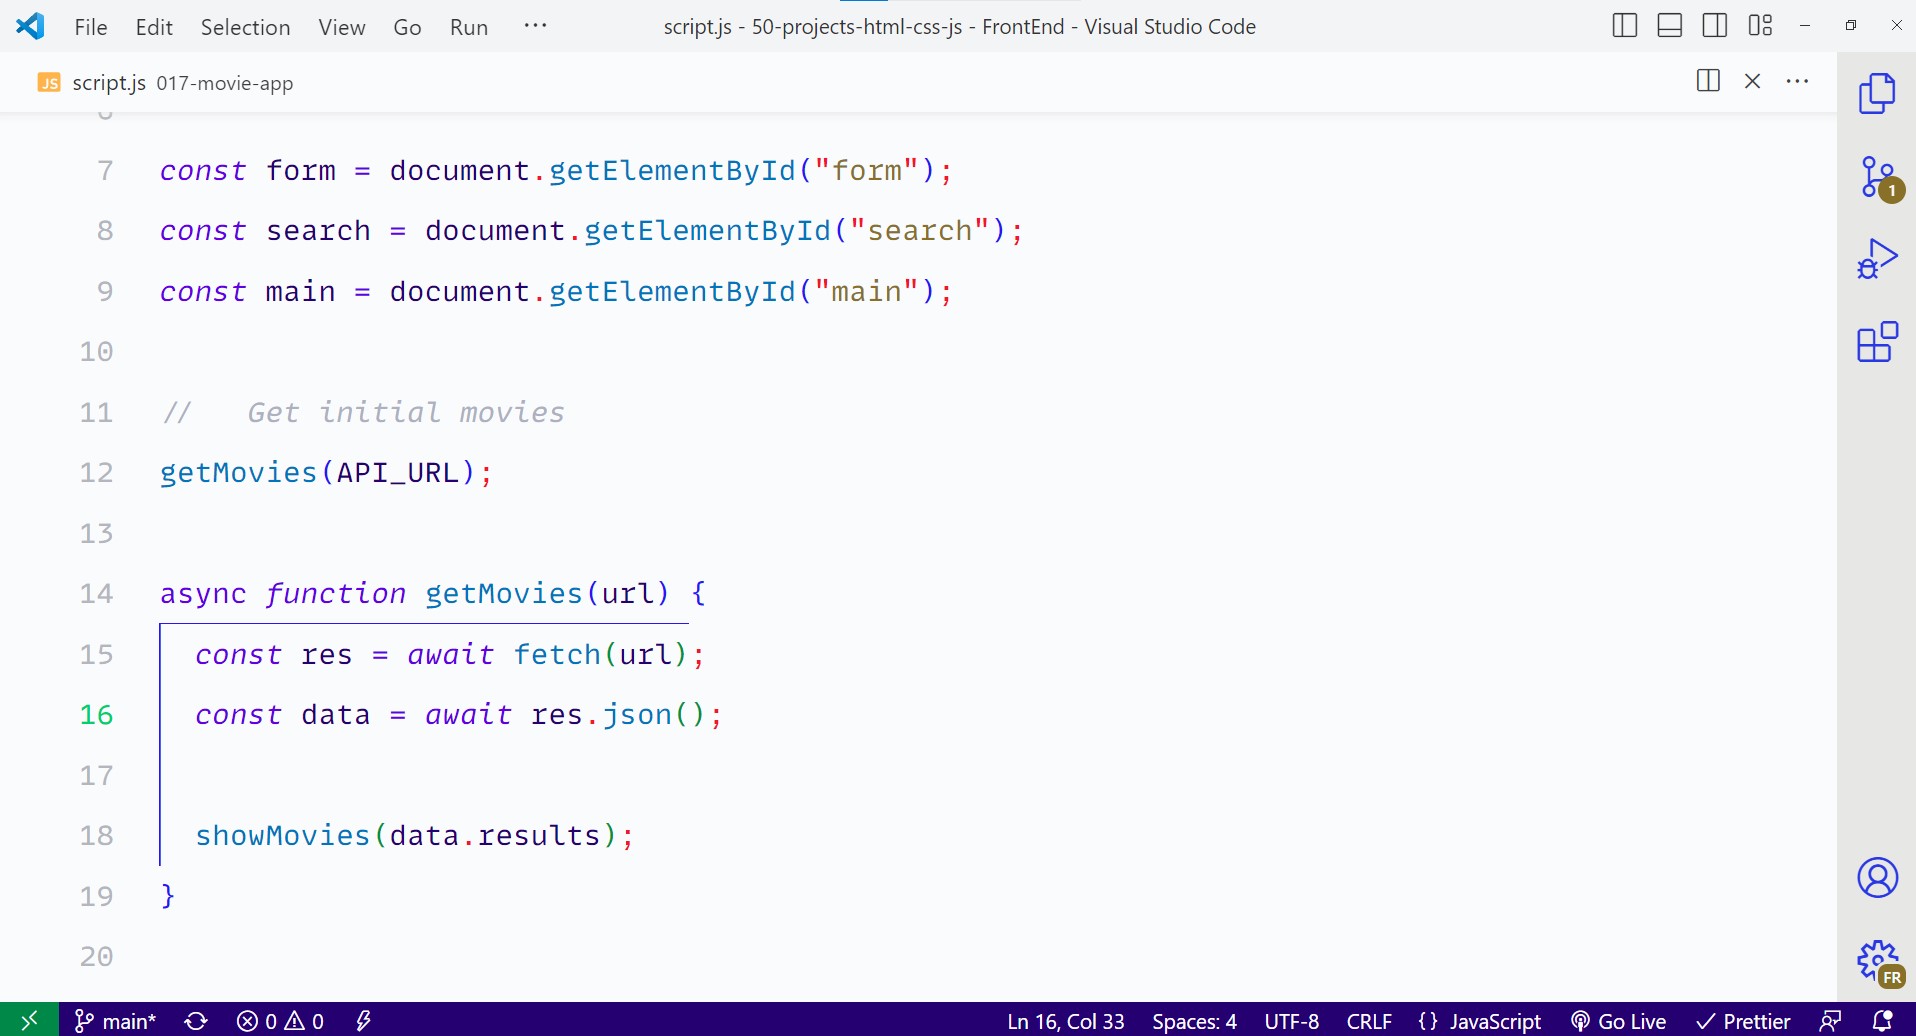 File Edit Selection View Go Run ··· script.js - 50-projects-html-css-js - FrontEnd - Visual Studio Code
JS script.js 017-movie-app
6
7 const form = document.getElementById("form");
8 const search = document.getElementById("search");
9 const main = document.getElementById("main");
10
11 //   Get initial movies
12 getMovies(API_URL);
13
14 async function getMovies(url) {
15   const res = await fetch(url);
16   const data = await res.json();
17
18   showMovies(data.results);
19 }
20
1
FR
main* 0 0 Ln 16, Col 33 Spaces: 4 UTF-8 CRLF {} JavaScript Go Live Prettier